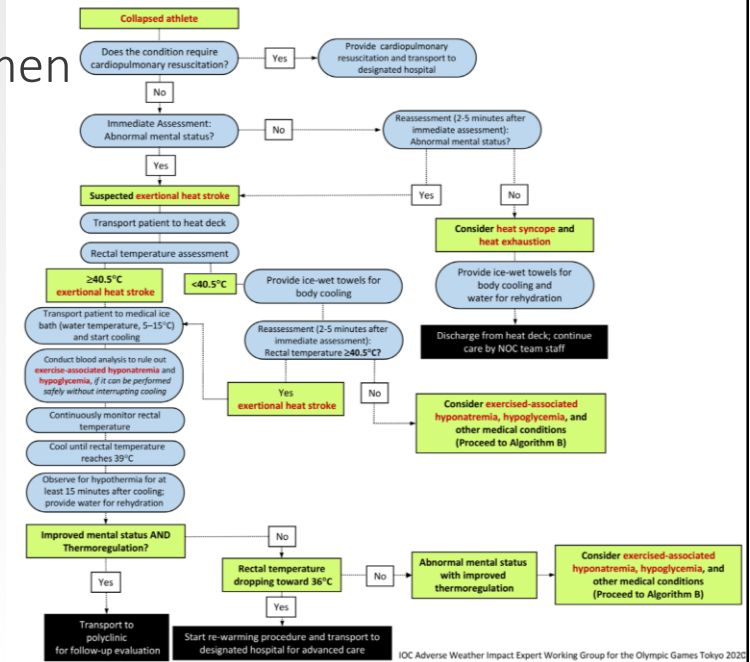 nen
Collapsed athlete
Does the condition require
cardiopulmonary resuscitation?
Yes
Provide cardiopulmonary
resuscitation and transport to
designated hospital
No
Immediate Assessment:
Abnormal mental status?
No
Reassessment (2-5 minutes after
immediate assessment):
Abnormal mental status?
Yes
Yes
No
Suspected exertional heat stroke
Transport patient to heat deck
Consider heat syncope and
heat exhaustion
Rectal temperature assessment
≥40.5°C
exertional heat stroke
<40.5°C
Provide ice-wet towels for
body cooling
Provide ice-wet towels for
body cooling and
water for rehydration
Transport patient to medical ice
bath (water temperature, 5–15°C)
and start cooling
Reassessment (2-5 minutes after
immediate assessment):
Rectal temperature ≥40.5°C?
Discharge from heat deck; continue
care by NOC team staff
Conduct blood analysis to rule out
exercise-associated hyponatremia and
hypoglycemia, if it can be performed
safely without interrupting cooling
Yes
exertional heat stroke
No
Consider exercised-associated
hyponatremia, hypoglycemia, and
other medical conditions
(Proceed to Algorithm B)
Continuously monitor rectal
temperature
Cool until rectal temperature
reaches 39°C
Observe for hypothermia for at
least 15 minutes after cooling;
provide water for rehydration
Improved mental status AND
Thermoregulation?
No
Yes
Rectal temperature
dropping toward 36°C
No
Abnormal mental status
with improved
thermoregulation
Consider exercised-associated
hyponatremia, hypoglycemia, and
other medical conditions
(Proceed to Algorithm B)
Yes
Transport to
polyclinic
for follow-up evaluation
Start re-warming procedure and transport to
designated hospital for advanced care
IOC Adverse Weather Impact Expert Working Group for the Olympic Games Tokyo 2020